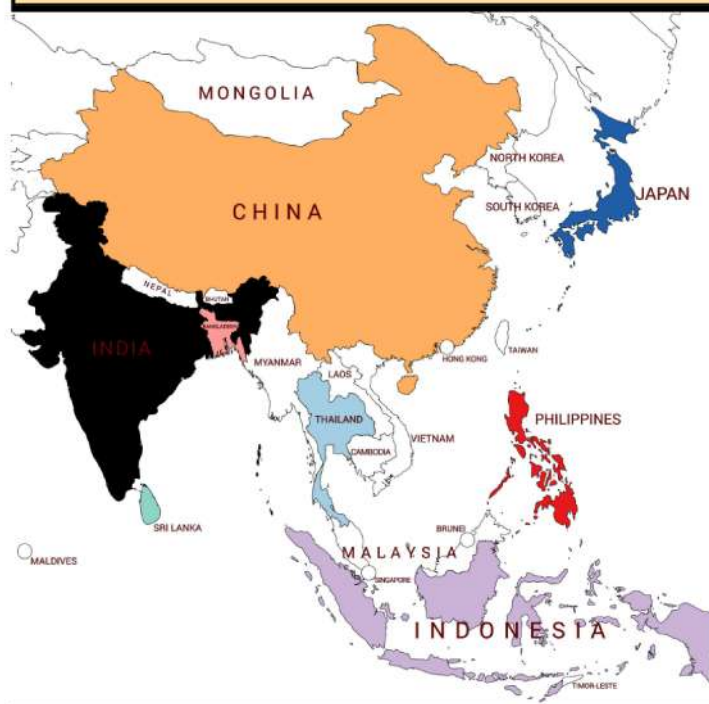 MONGOLIA
NORTH KOREA
JAPAN
SOUTH KOREA
CHINA
NEPAL
BHUTAN
BANGLADESH
INDIA
TAIWAN
HONG KONG
MYANMAR
LAOS
THAILAND
PHILIPPINES
VIETNAM
CAMBODIA
SRI LANKA
BRUNEI
MALAYSIA
MALDIVES
SINGAPORE
INDONESIA
TIMOR-LESTE